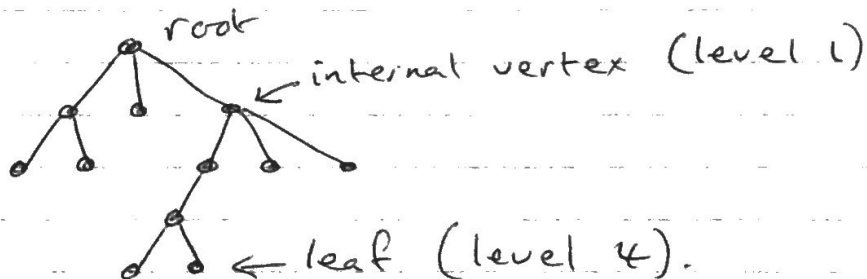 root
internal vertex (level 1)
leaf (level 4).